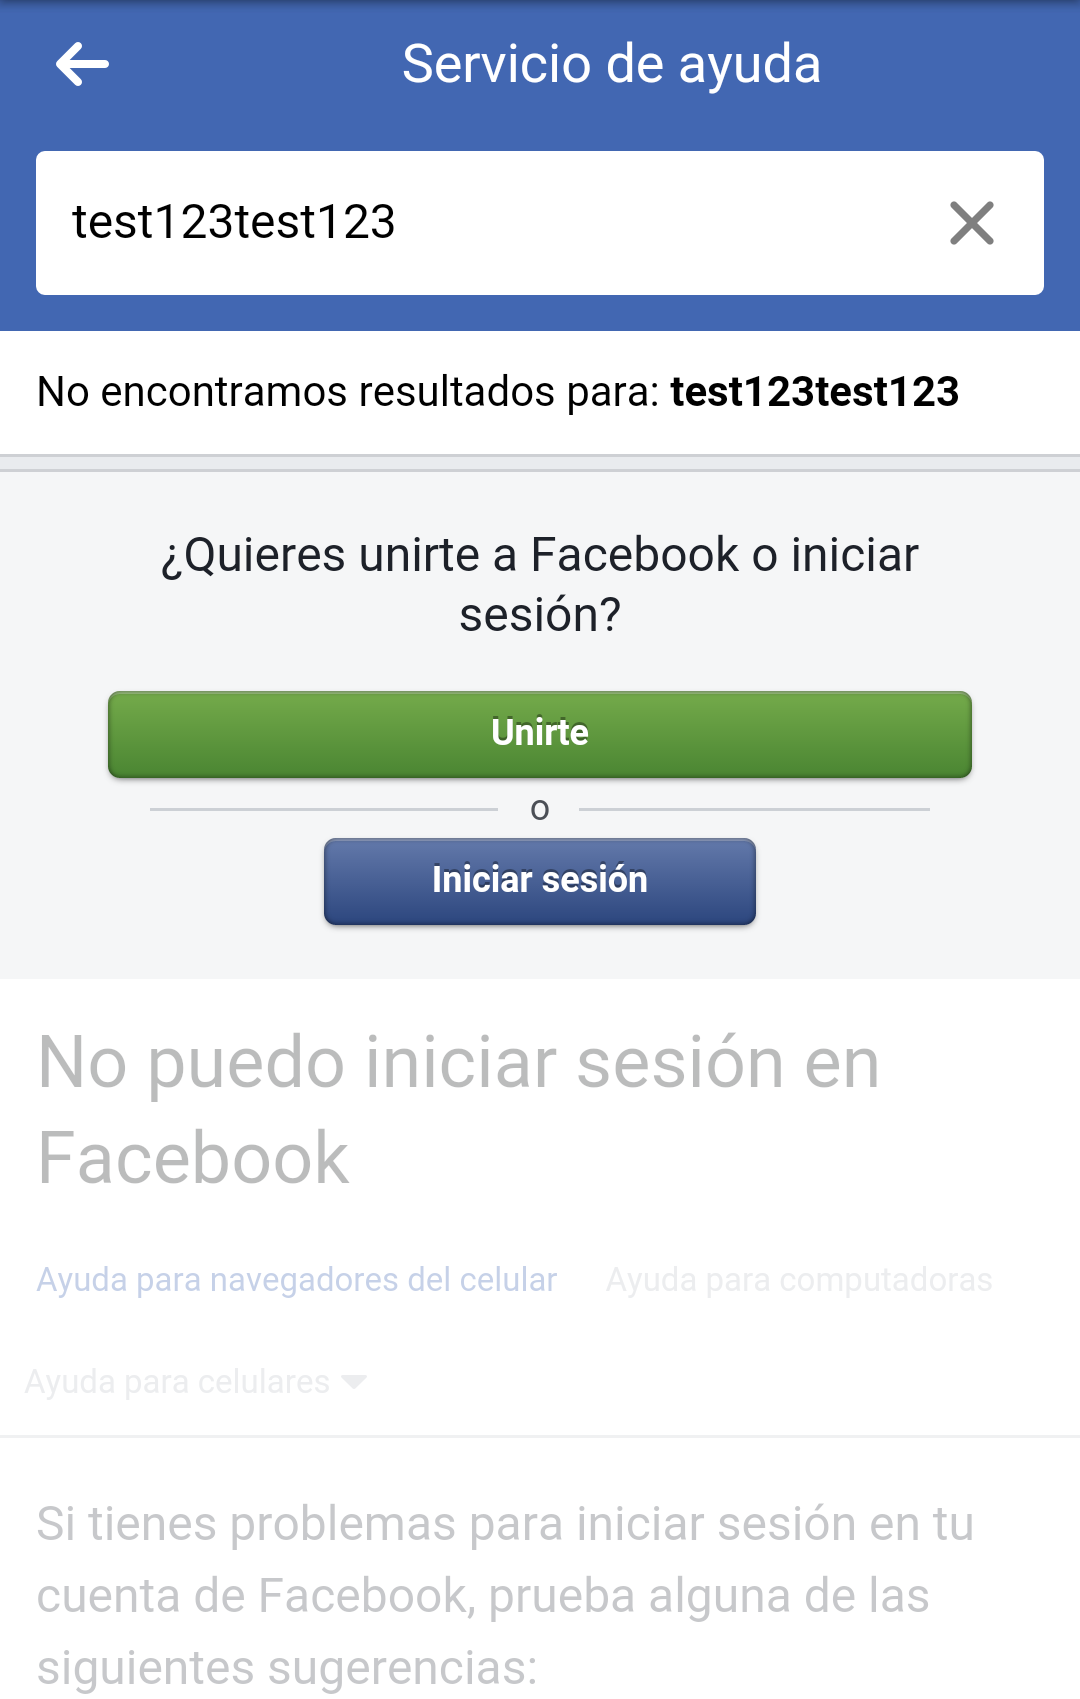 Servicio de ayuda
test123test123
No encontramos resultados para: test123test123
¿Quieres unirte a Facebook o iniciar
sesión?
Unirte
o
Iniciar sesión
No puedo iniciar sesión en
Facebook
Ayuda para navegadores del celular Ayuda para computadoras
Ayuda para celulares
Si tienes problemas para iniciar sesión en tu
cuenta de Facebook, prueba alguna de las
siguientes sugerencias: